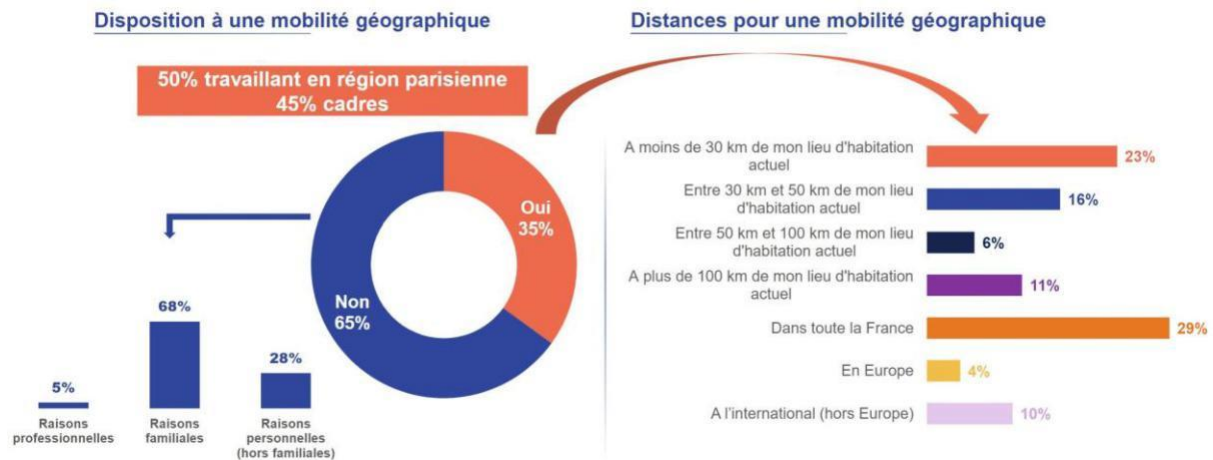 Disposition à une mobilité géographique
50% travaillant en région parisienne
45% cadres
Oui
35%
Non
65%
5%
68%
28%
Raisons
professionnelles
Raisons
familiales
Raisons
personnelles
(hors familiales)
Distances pour une mobilité géographique
A moins de 30 km de mon lieu d'habitation
actuel
23%
Entre 30 km et 50 km de mon lieu
d'habitation actuel
16%
Entre 50 km et 100 km de mon lieu
d'habitation actuel
6%
A plus de 100 km de mon lieu d'habitation
actuel
11%
Dans toute la France
29%
En Europe
4%
A l'international (hors Europe)
10%